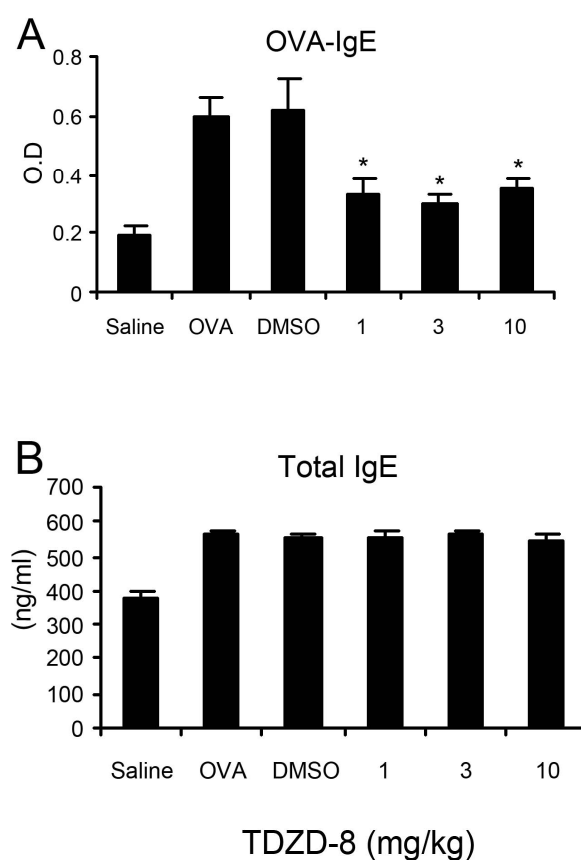 A
OVA-IgE
O.D
0.8
0.6
0.4
0.2
0
* * *
Saline OVA DMSO 1 3 10
B
Total IgE
(ng/ml)
700
600
500
400
300
200
100
0
Saline OVA DMSO 1 3 10
TDZD-8 (mg/kg)